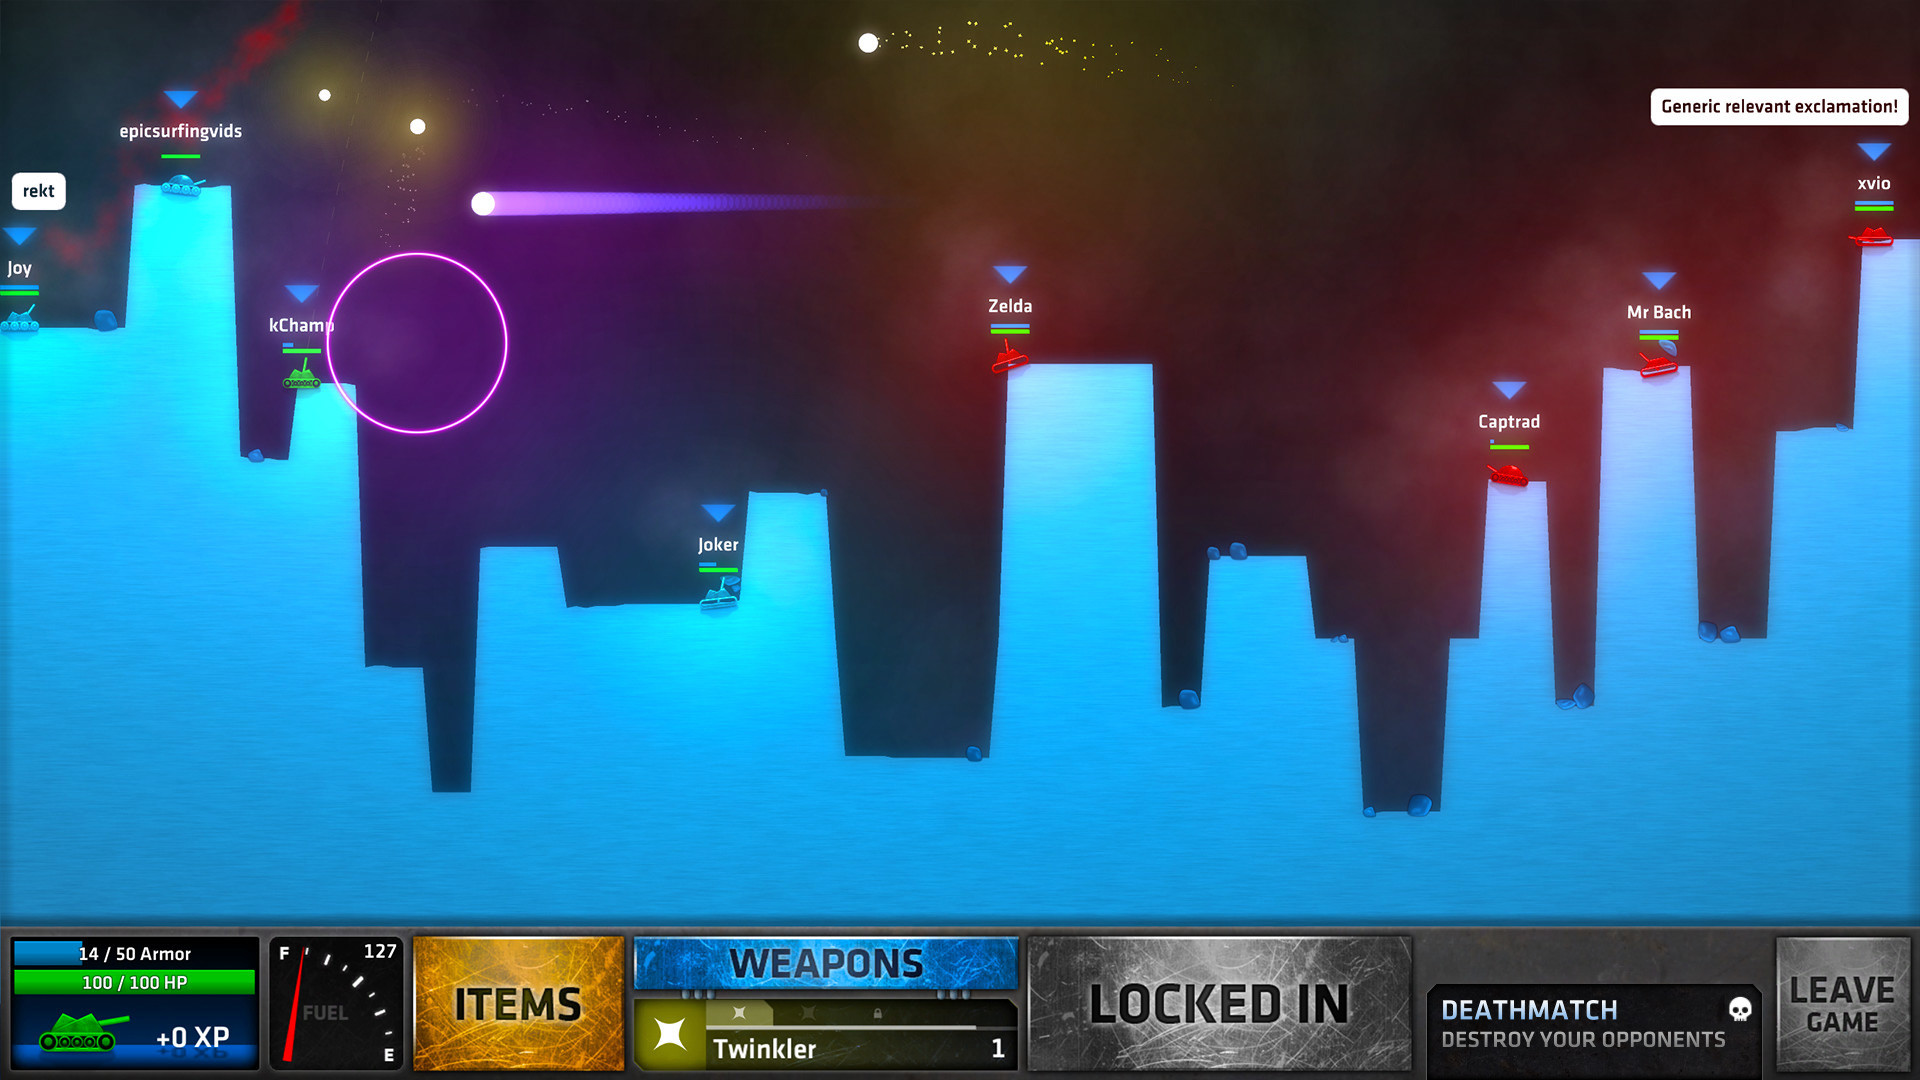 Generic relevant exclamation!
epicsurfingvids
xvio
rekt
Joy
Zelda
Mr Bach
kChamp
Captrad
Joker
14 / 50 Armor
100 / 100 HP
+0 XP
F
127
FUEL
E
ITEMS
WEAPONS
Twinkler
1
LOCKED IN
DEATHMATCH
DESTROY YOUR OPPONENTS
LEAVE
GAME